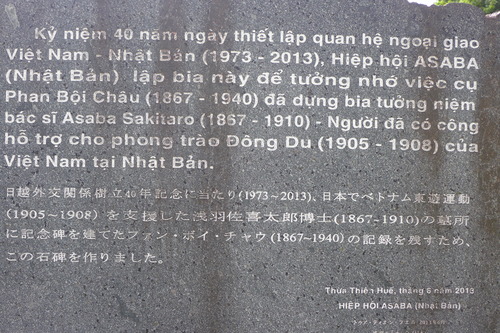 Kỷ niệm 40 năm ngày thiết lập quan hệ ngoại giao
Việt Nam - Nhật Bản (1973 - 2013), Hiệp hội ASABA
(Nhật Bản) lập bia này để tưởng nhớ việc cụ
Phan Bội Châu (1867 - 1940) đã dựng bia tưởng niệm
bác sĩ Asaba Sakitaro (1867 - 1910) - Người đã có công
hỗ trợ cho phong trào Đông Du (1905 - 1908) của
Việt Nam tại Nhật Bản.
日越外交関係樹立40年記念に当たり(1973~2013)、日本でベトナム東遊運動
(1905~1908) を支援した浅羽佐喜太郎博士(1867-1910)の墓所
に記念碑を建てたファン・ボイ・チャウ(1867~1940)の記録を残すため、
この石碑を作りました。
Thừa Thiên Huế, tháng 6 năm 2013
HIỆP HỘI ASABA (Nhật Bản)